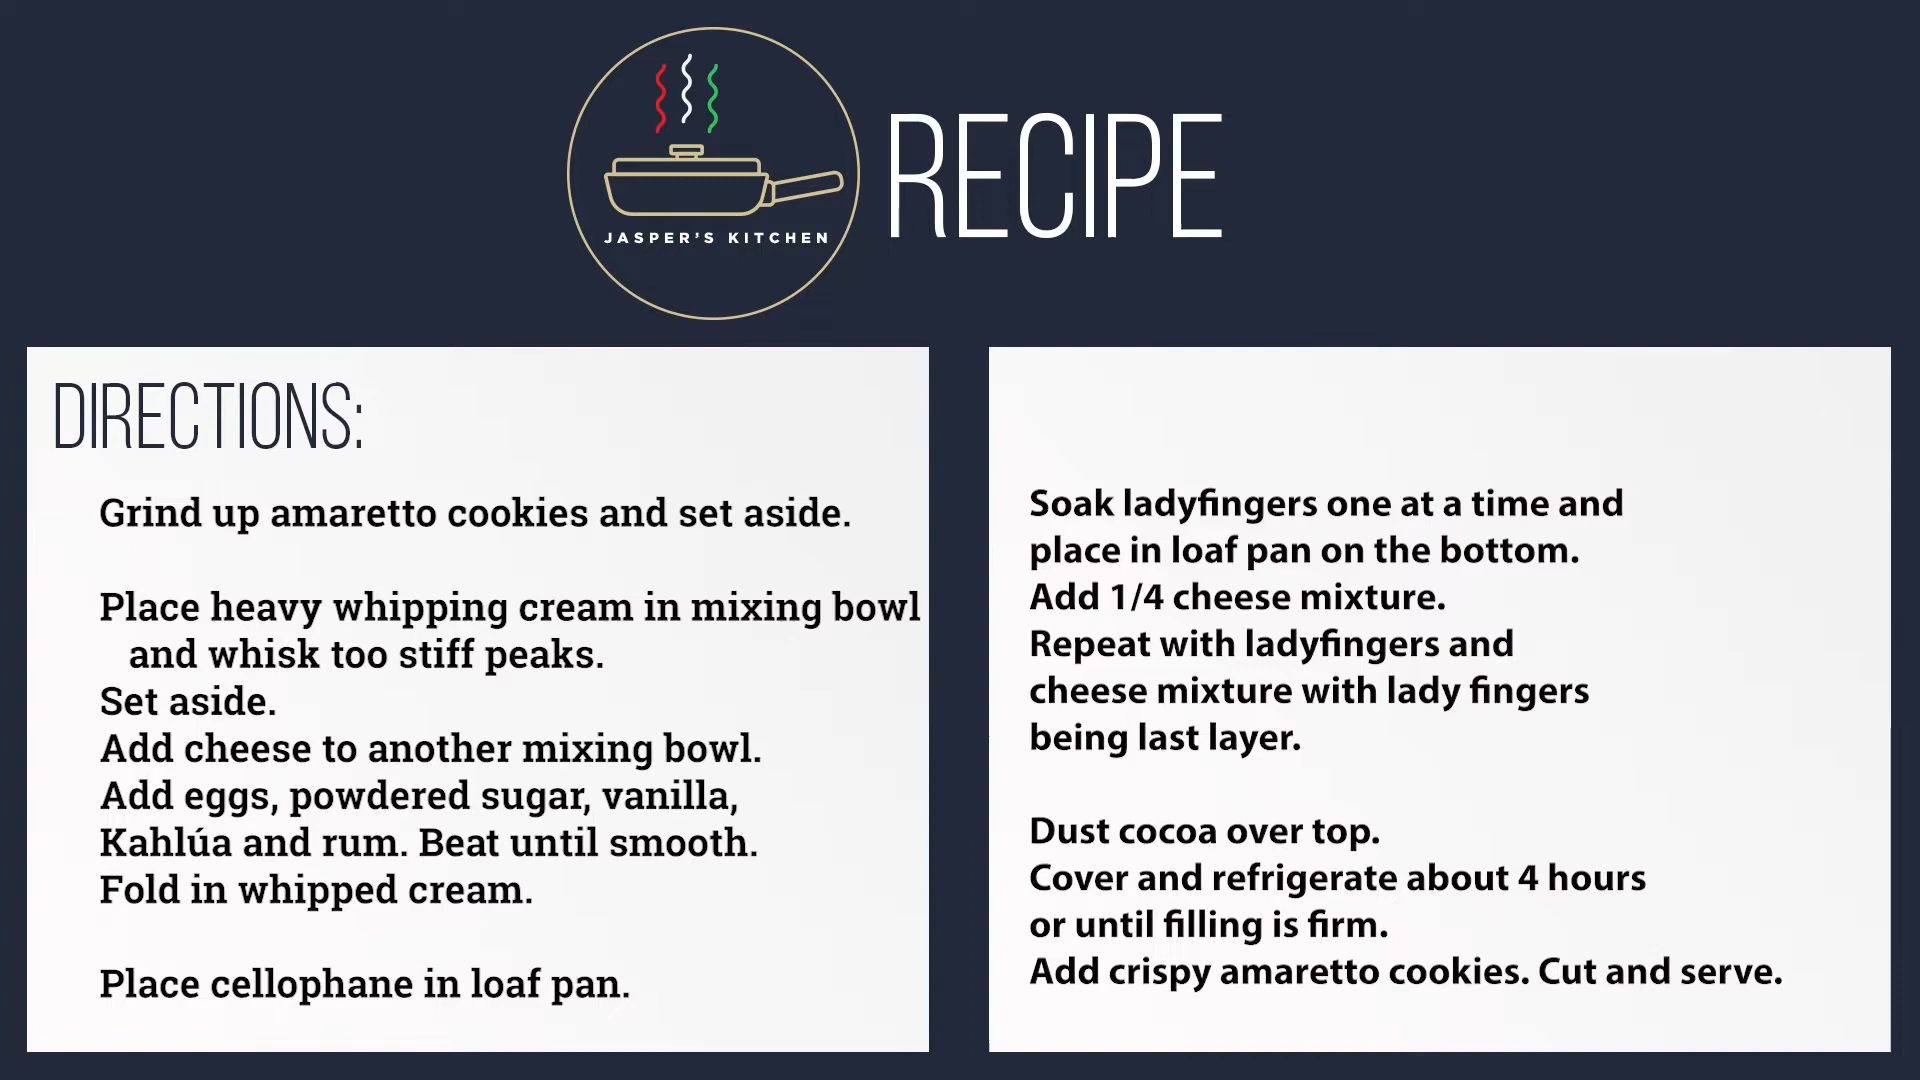 JASPER'S KITCHEN
RECIPE
DIRECTIONS:
Grind up amaretto cookies and set aside.
Place heavy whipping cream in mixing bowl
and whisk too stiff peaks.
Set aside.
Add cheese to another mixing bowl.
Add eggs, powdered sugar, vanilla,
Kahlúa and rum. Beat until smooth.
Fold in whipped cream.
Place cellophane in loaf pan.
Soak ladyfingers one at a time and
place in loaf pan on the bottom.
Add 1/4 cheese mixture.
Repeat with ladyfingers and
cheese mixture with lady fingers
being last layer.
Dust cocoa over top.
Cover and refrigerate about 4 hours
or until filling is firm.
Add crispy amaretto cookies. Cut and serve.